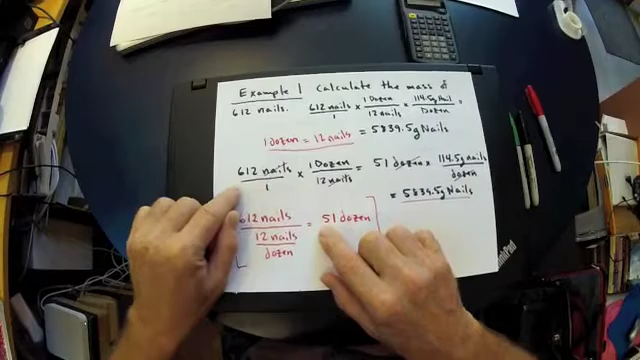 Example 1 Calculate the mass of
612 nails. 612 nails/1 x 1 Dozen/12 nails x 114.5g Nail/Dozen =
1 Dozen = 12 nails = 5839.5g Nails
612 nails/1 x 1 Dozen/12 nails = 51 dozen x 114.5g Nails/dozen
= 5839.5g Nails
612 nails/12 nails/dozen = 51 dozen
ThinkPad